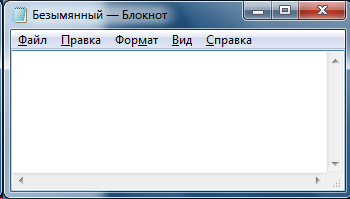 Безымянный — Блокнот
Файл Правка Формат Вид Справка